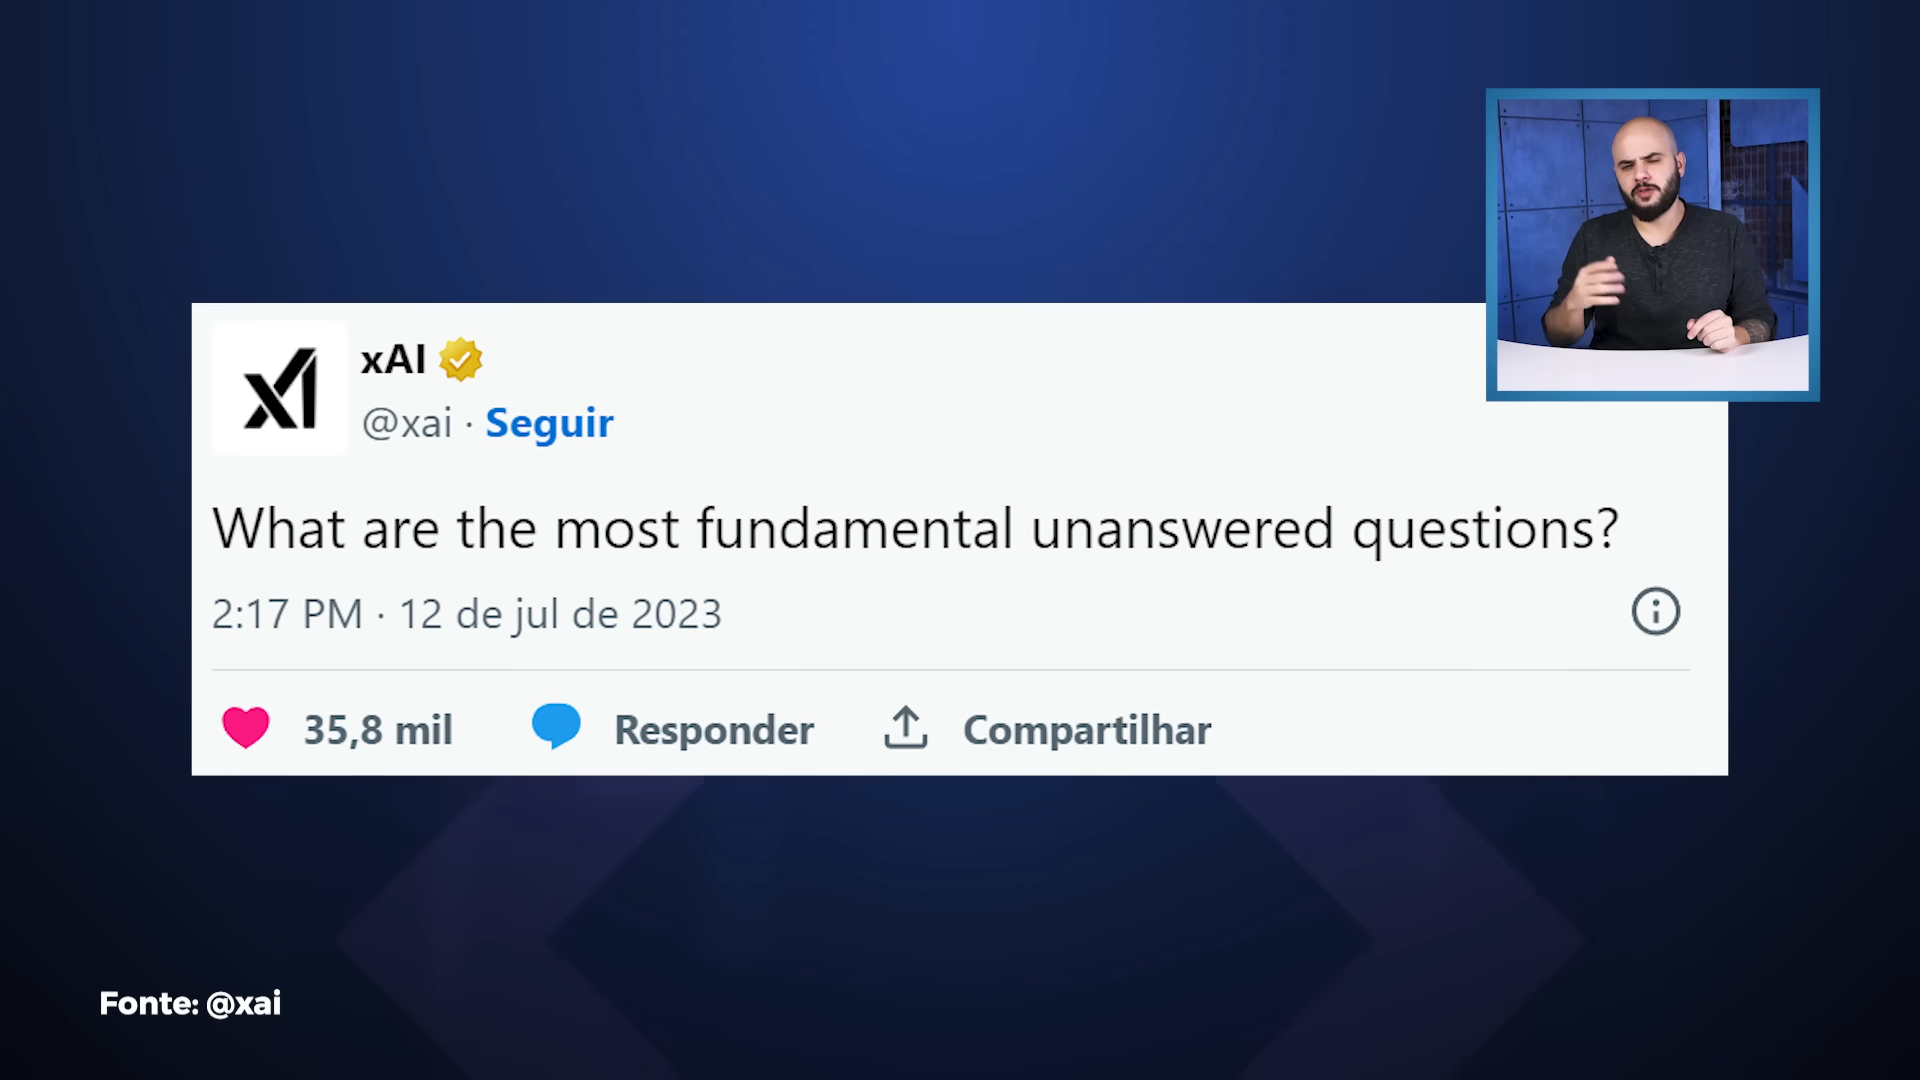 xAI
@xai · Seguir
What are the most fundamental unanswered questions?
2:17 PM · 12 de jul de 2023
35,8 mil Responder Compartilhar
Fonte: @xai